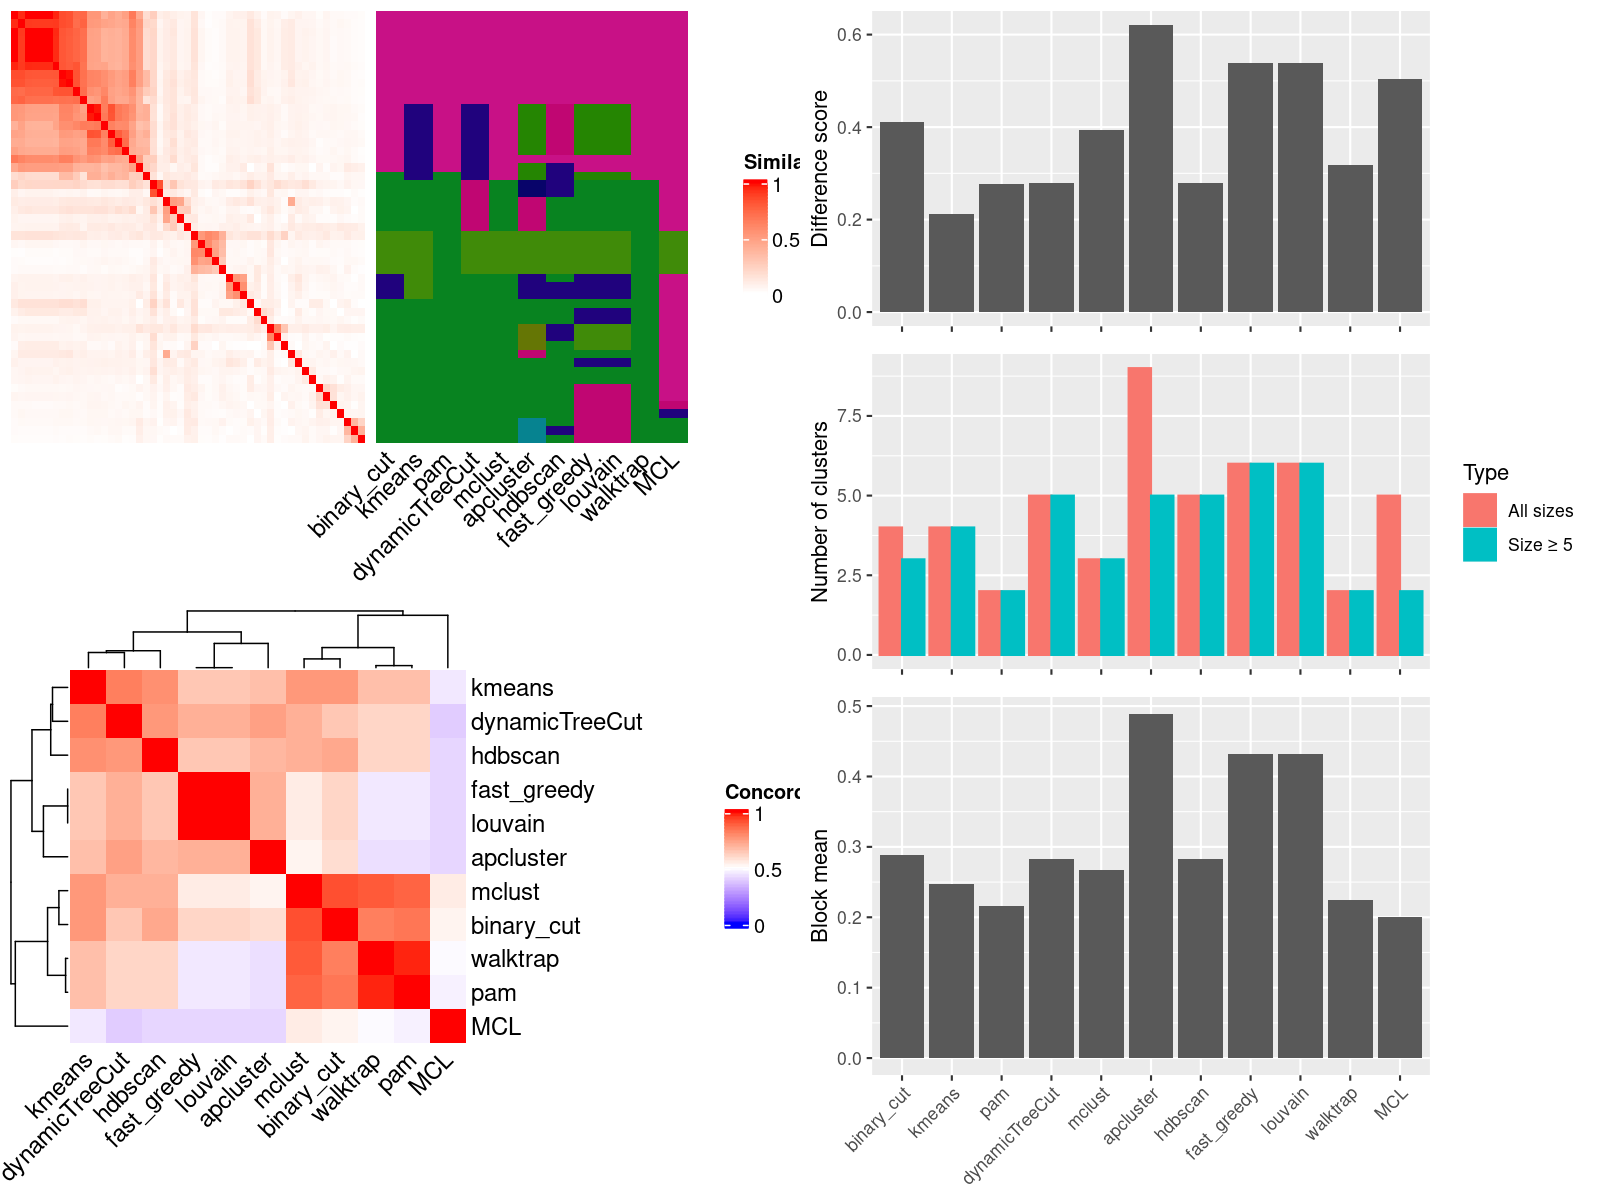 Simila
1
0.5
0
binary_cut
kmeans
pam
dynamicTreeCut
mclust
apcluster
hdbscan
fast_greedy
louvain
walktrap
MCL
kmeans
dynamicTreeCut
hdbscan
fast_greedy
louvain
apcluster
mclust
binary_cut
walktrap
pam
MCL
Concord
1
0.5
0
kmeans
dynamicTreeCut
hdbscan
fast_greedy
louvain
apcluster
mclust
binary_cut
walktrap
pam
MCL
Difference score
0.6
0.4
0.2
0.0
Number of clusters
7.5
5.0
2.5
0.0
Type
All sizes
Size ≥ 5
Block mean
0.5
0.4
0.3
0.2
0.1
0.0
binary_cut
kmeans
pam
dynamicTreeCut
mclust
apcluster
hdbscan
fast_greedy
louvain
walktrap
MCL